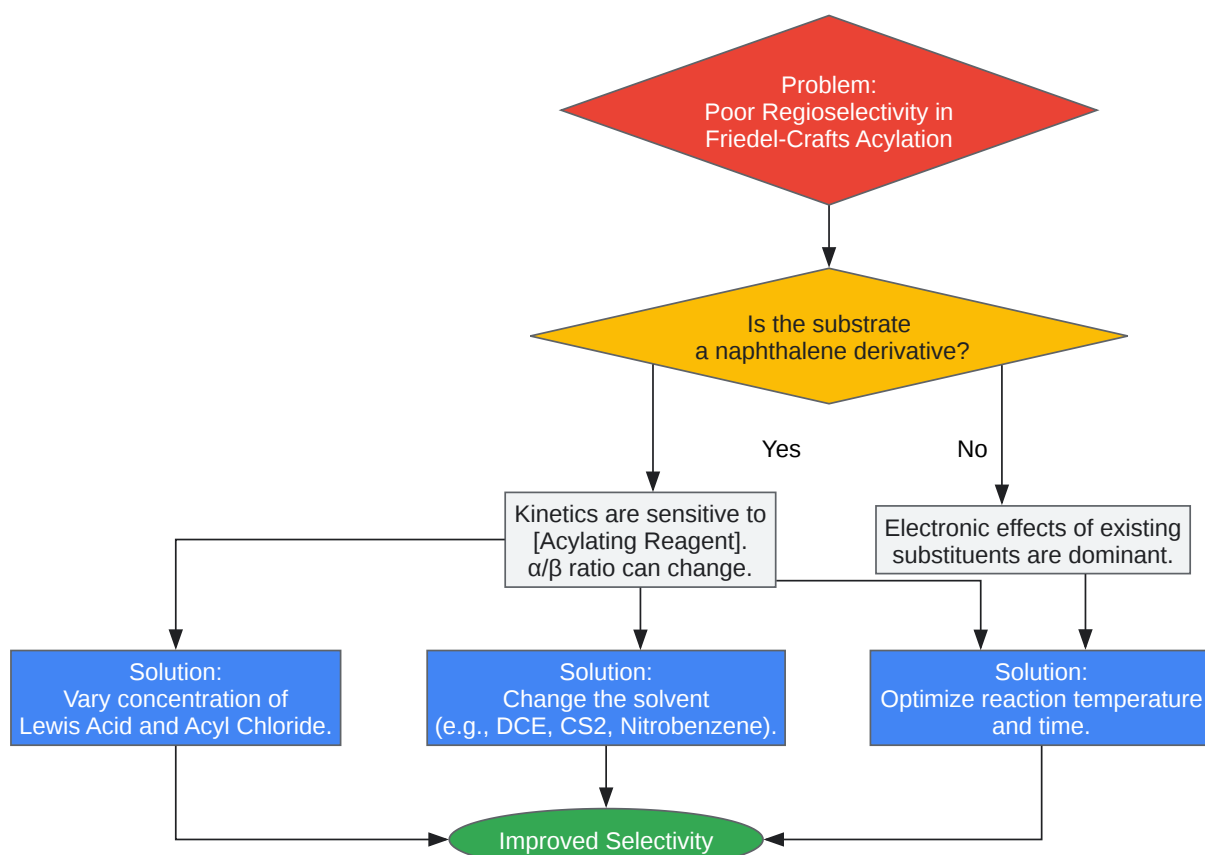 Problem:
Poor Regioselectivity in
Friedel-Crafts Acylation
Is the substrate
a naphthalene derivative?
Yes
No
Kinetics are sensitive to
[Acylating Reagent].
α/β ratio can change.
Electronic effects of existing
substituents are dominant.
Solution:
Vary concentration of
Lewis Acid and Acyl Chloride.
Solution:
Change the solvent
(e.g., DCE, CS2, Nitrobenzene).
Solution:
Optimize reaction temperature
and time.
Improved Selectivity